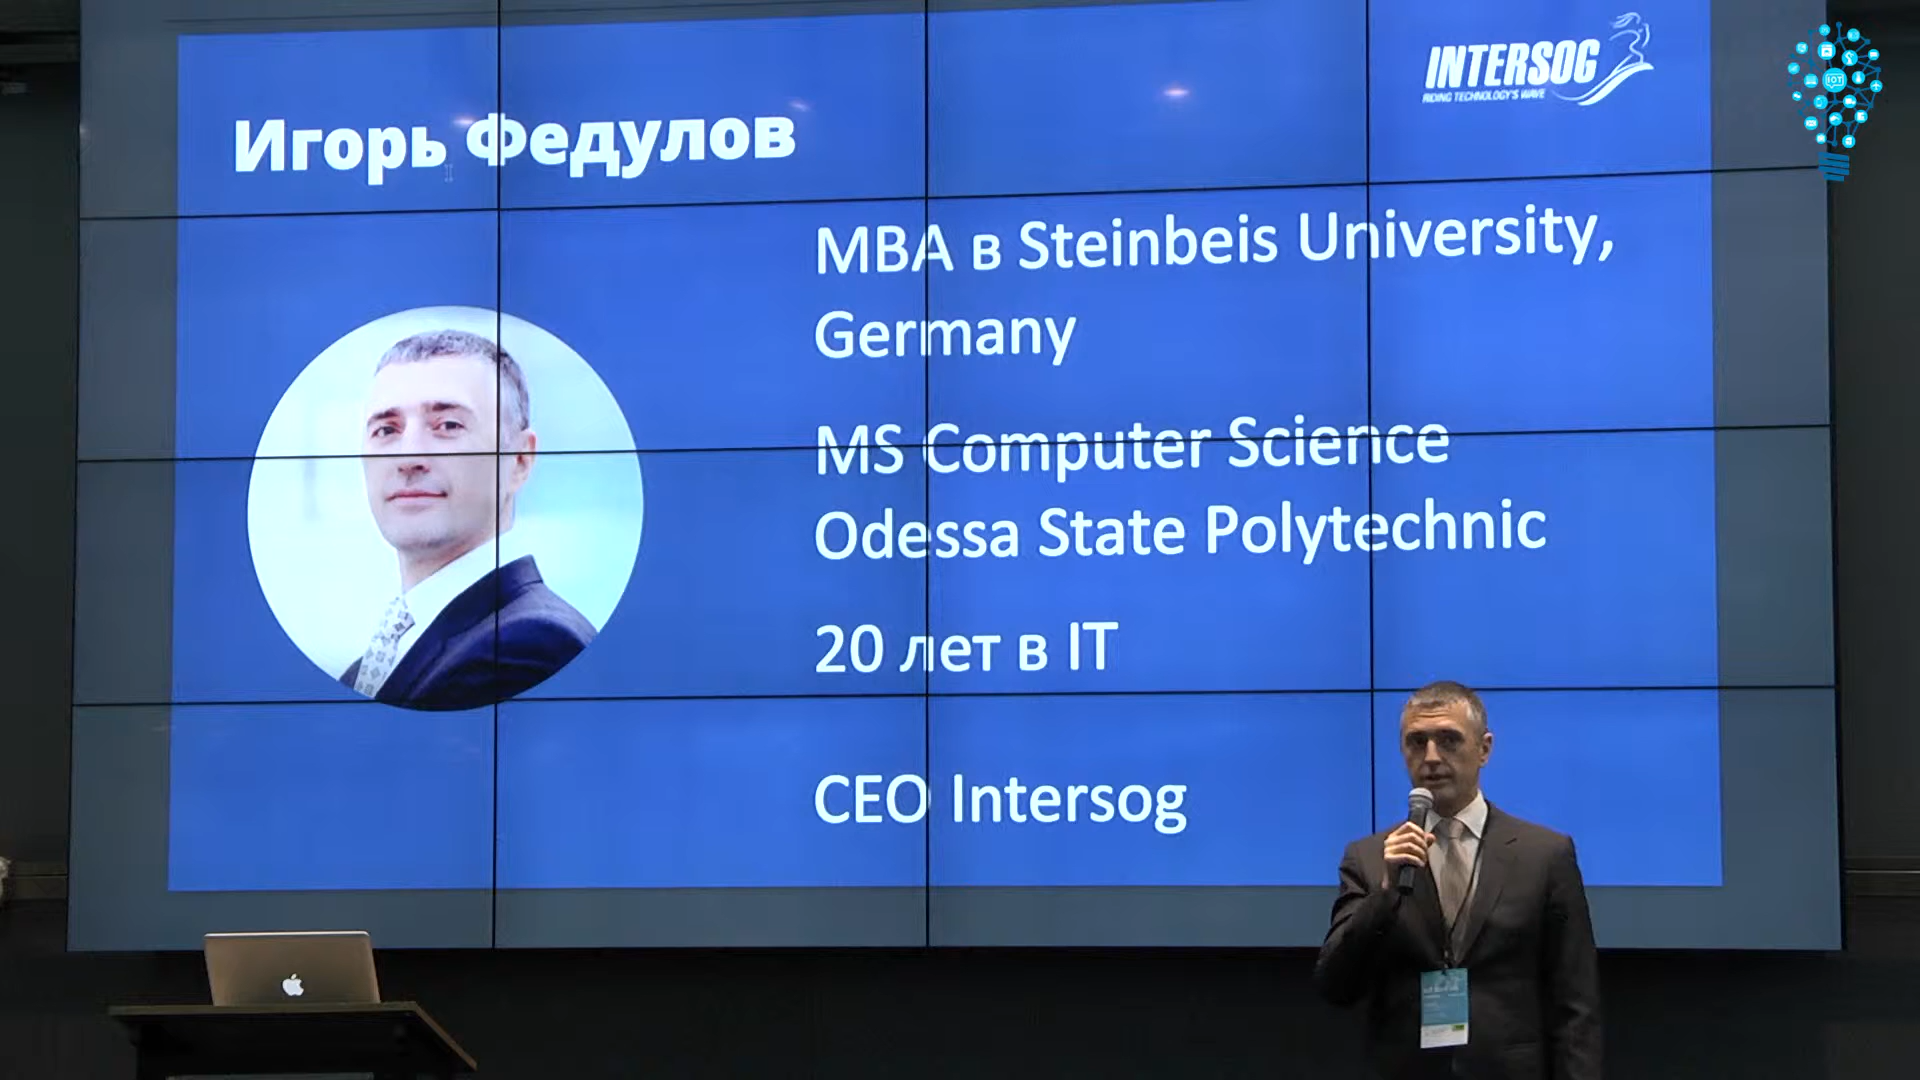 INTERSOG
RIDING TECHNOLOGY'S WAVE
IOT
Игорь Федулов
MBA в Steinbeis University,
Germany
MS Computer Science
Odessa State Polytechnic
20 лет в IT
CEO Intersog